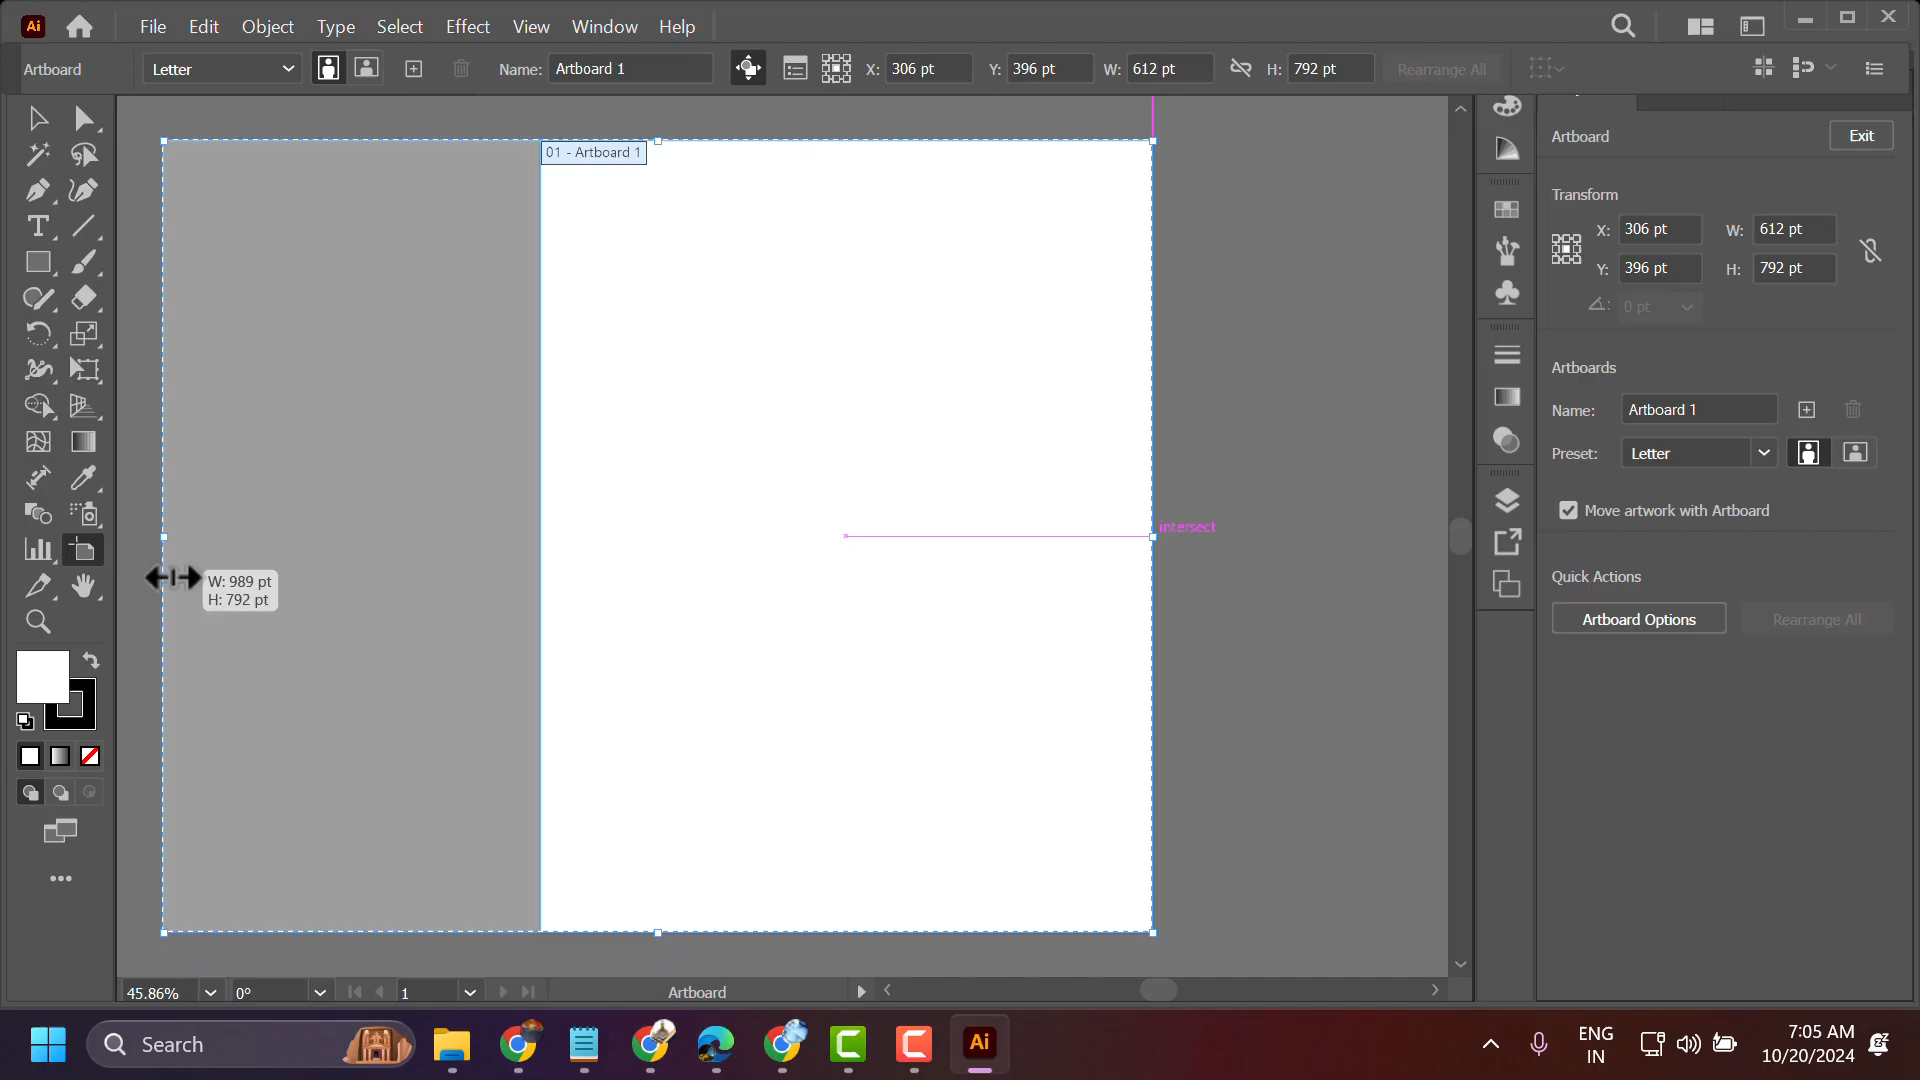 Ai File Edit Object Type Select Effect View Window Help
Artboard Letter Name: Artboard 1 X: 306 pt Y: 396 pt W: 612 pt H: 792 pt Rearrange All
01 - Artboard 1
intersect
W: 989 pt
H: 792 pt
Artboard Exit
Transform
X: 306 pt W: 612 pt
Y: 396 pt H: 792 pt
0 pt
Artboards
Name: Artboard 1
Preset: Letter
Move artwork with Artboard
Quick Actions
Artboard Options Rearrange All
45.86% 0° 1 Artboard
Search Ai ENG 7:05 AM
IN 10/20/2024